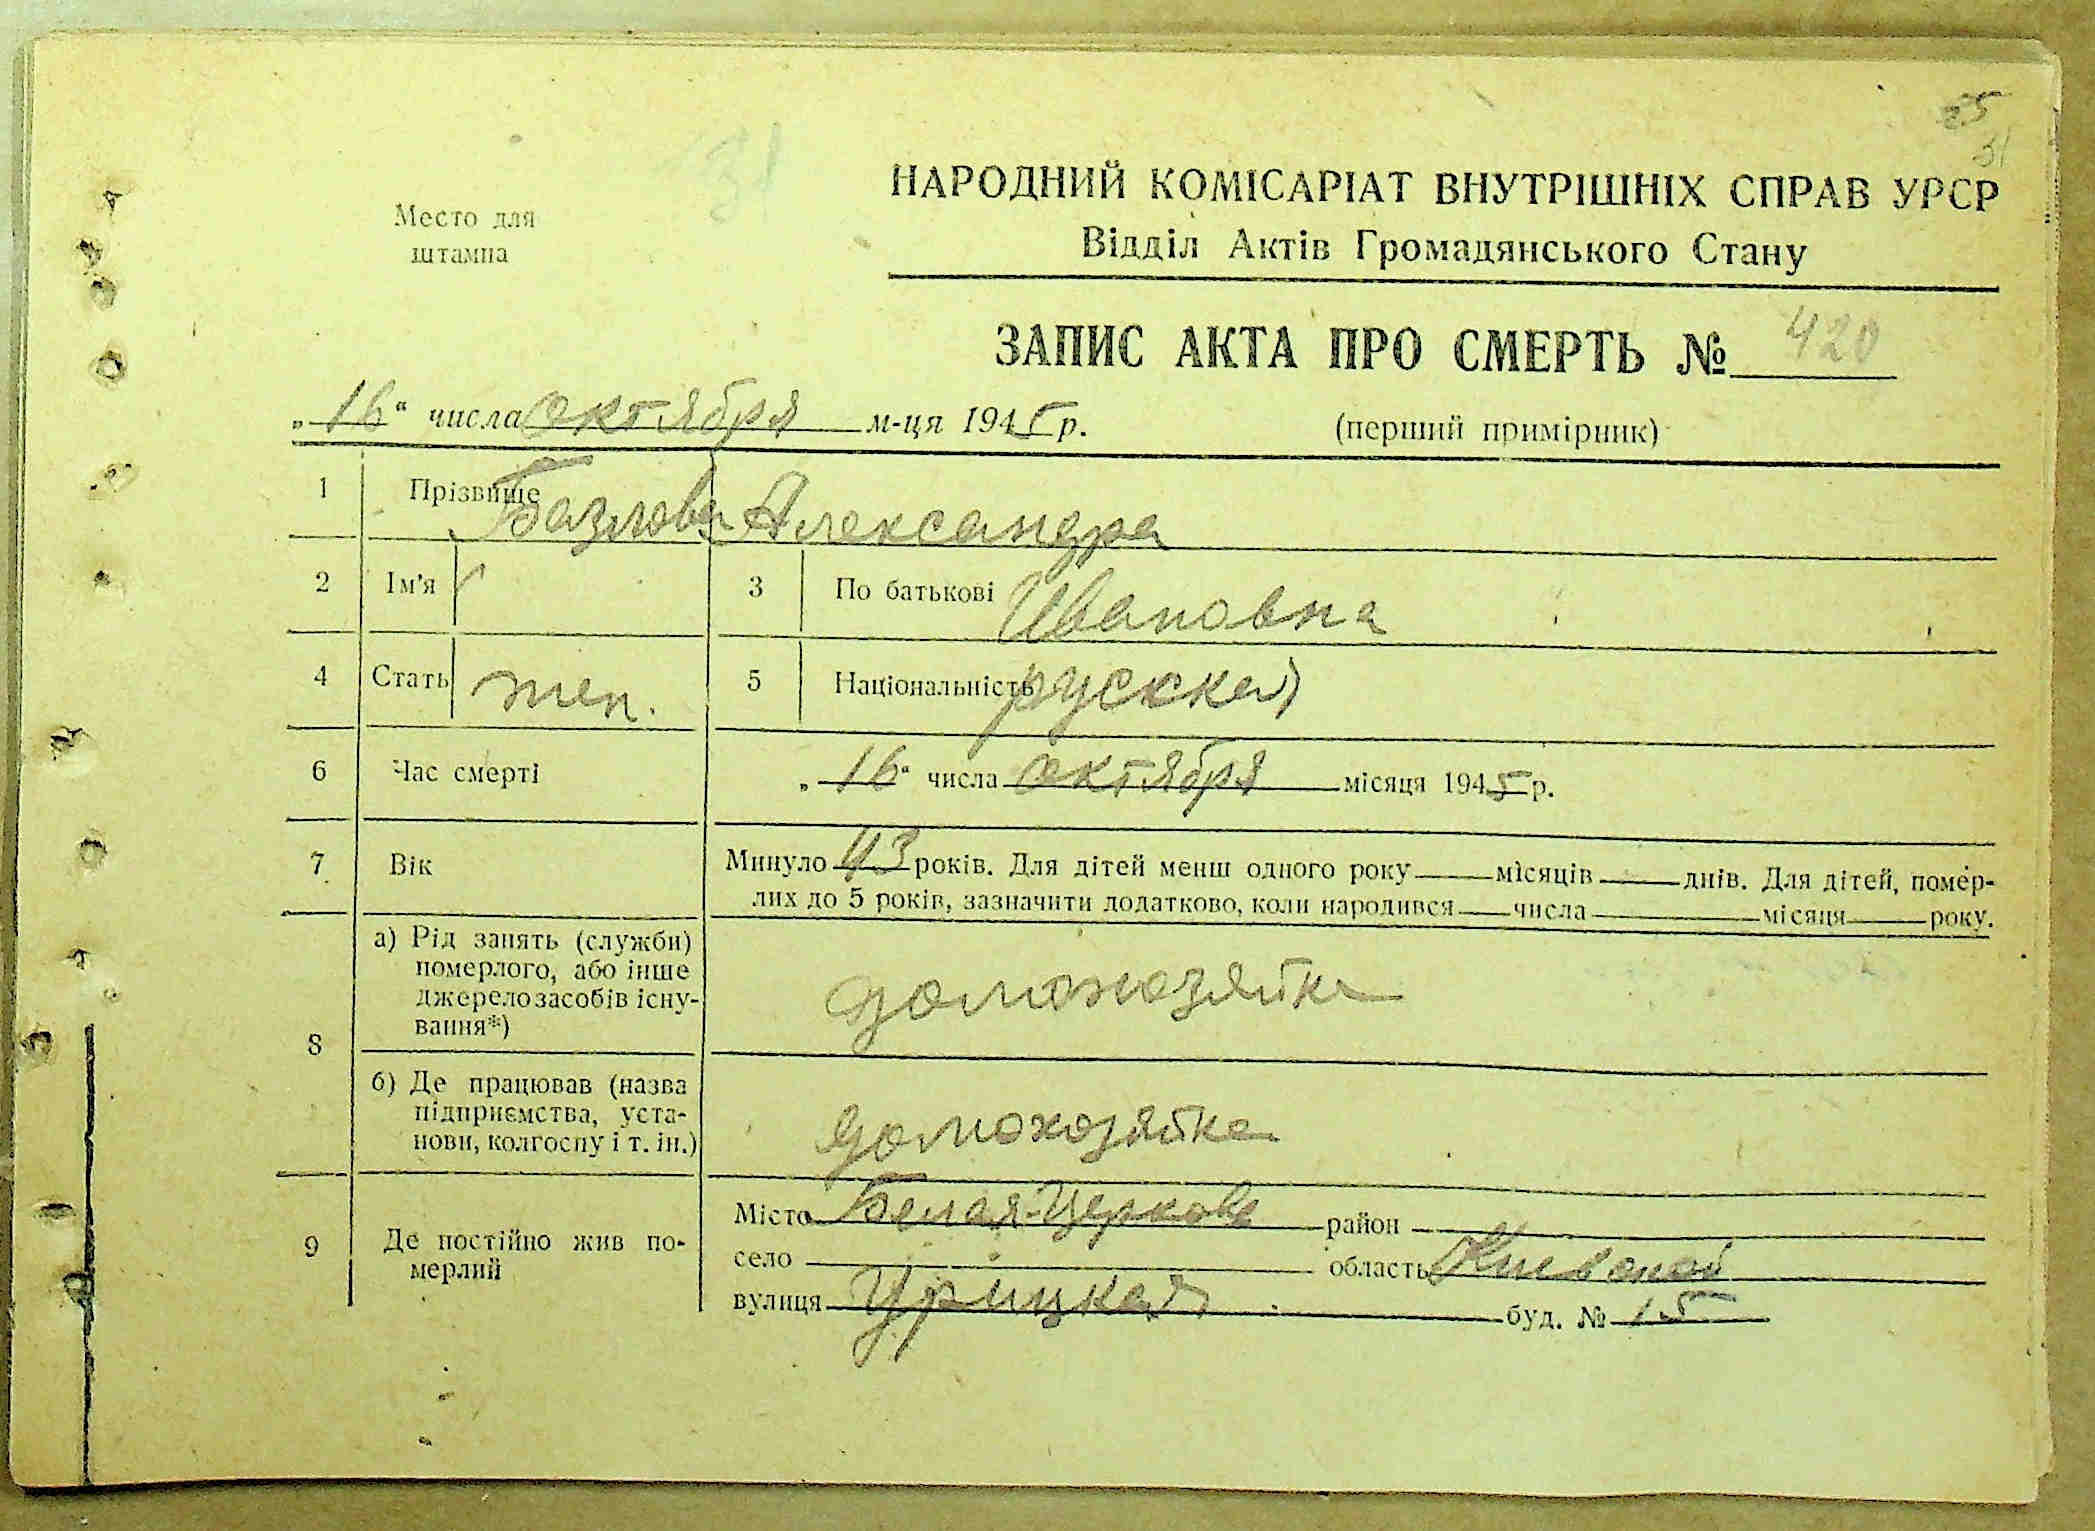 25
31
31
Место для
штампа
НАРОДНИЙ КОМІСАРІАТ ВНУТРІШНІХ СПРАВ УРСР
Відділ Актів Громадянського Стану
ЗАПИС АКТА ПРО СМЕРТЬ № 420
„16“ числа октября м-ця 1945 р.
(перший примірник)
1 Прізвище Базлова Александра
2 Ім'я 3 По батькові Ивановна
4 Стать жен. 5 Національність русская
6 Час смерті „16“ числа октября місяця 1945 р.
7 Вік Минуло 43 років. Для дітей менш одного року місяців днів. Для дітей, помер-
лих до 5 років, зазначити додатково, коли народився числа місяця року.
8 а) Рід занять (служби)
померлого, або інше
джерело засобів існу-
вання*)
домохозяйка
б) Де працював (назва
підприємства, уста-
нови, колгоспу і т. ін.)
домохозяйка
9 Де постійно жив по-
мерлий
Місто Белая-Церковь район
село область Киевской
вулиця Урицкая буд. № 15